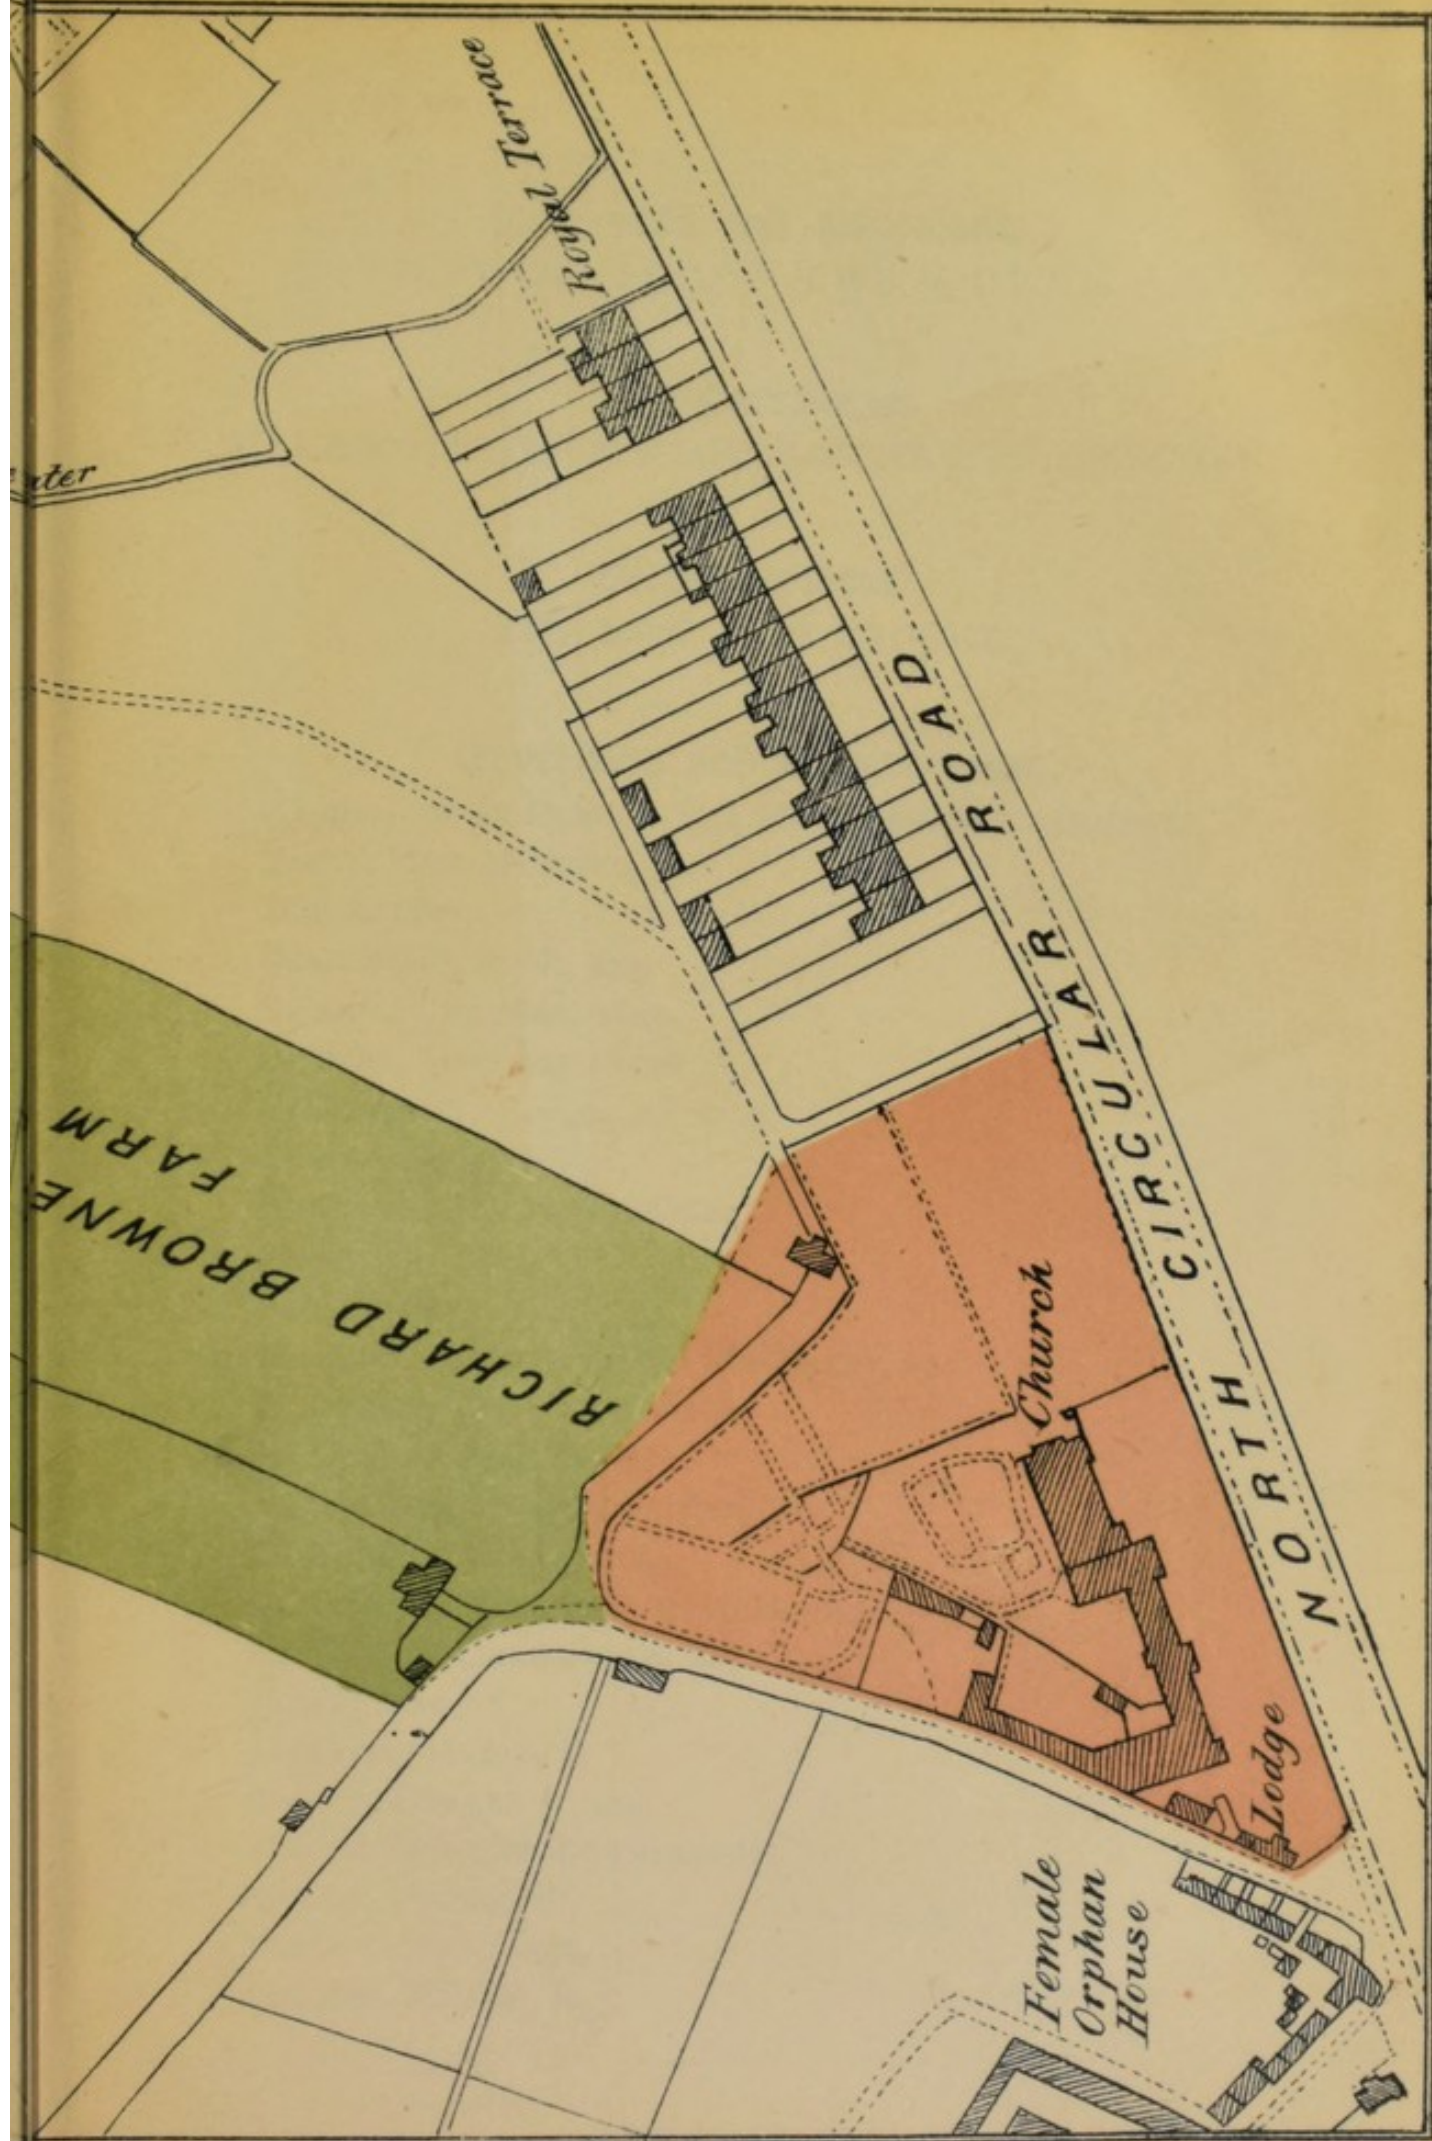 Royal Terrace
NORTH CIRCULAR ROAD
RICHARD BROWNE
FARM
Church
Lodge
Female
Orphan
House